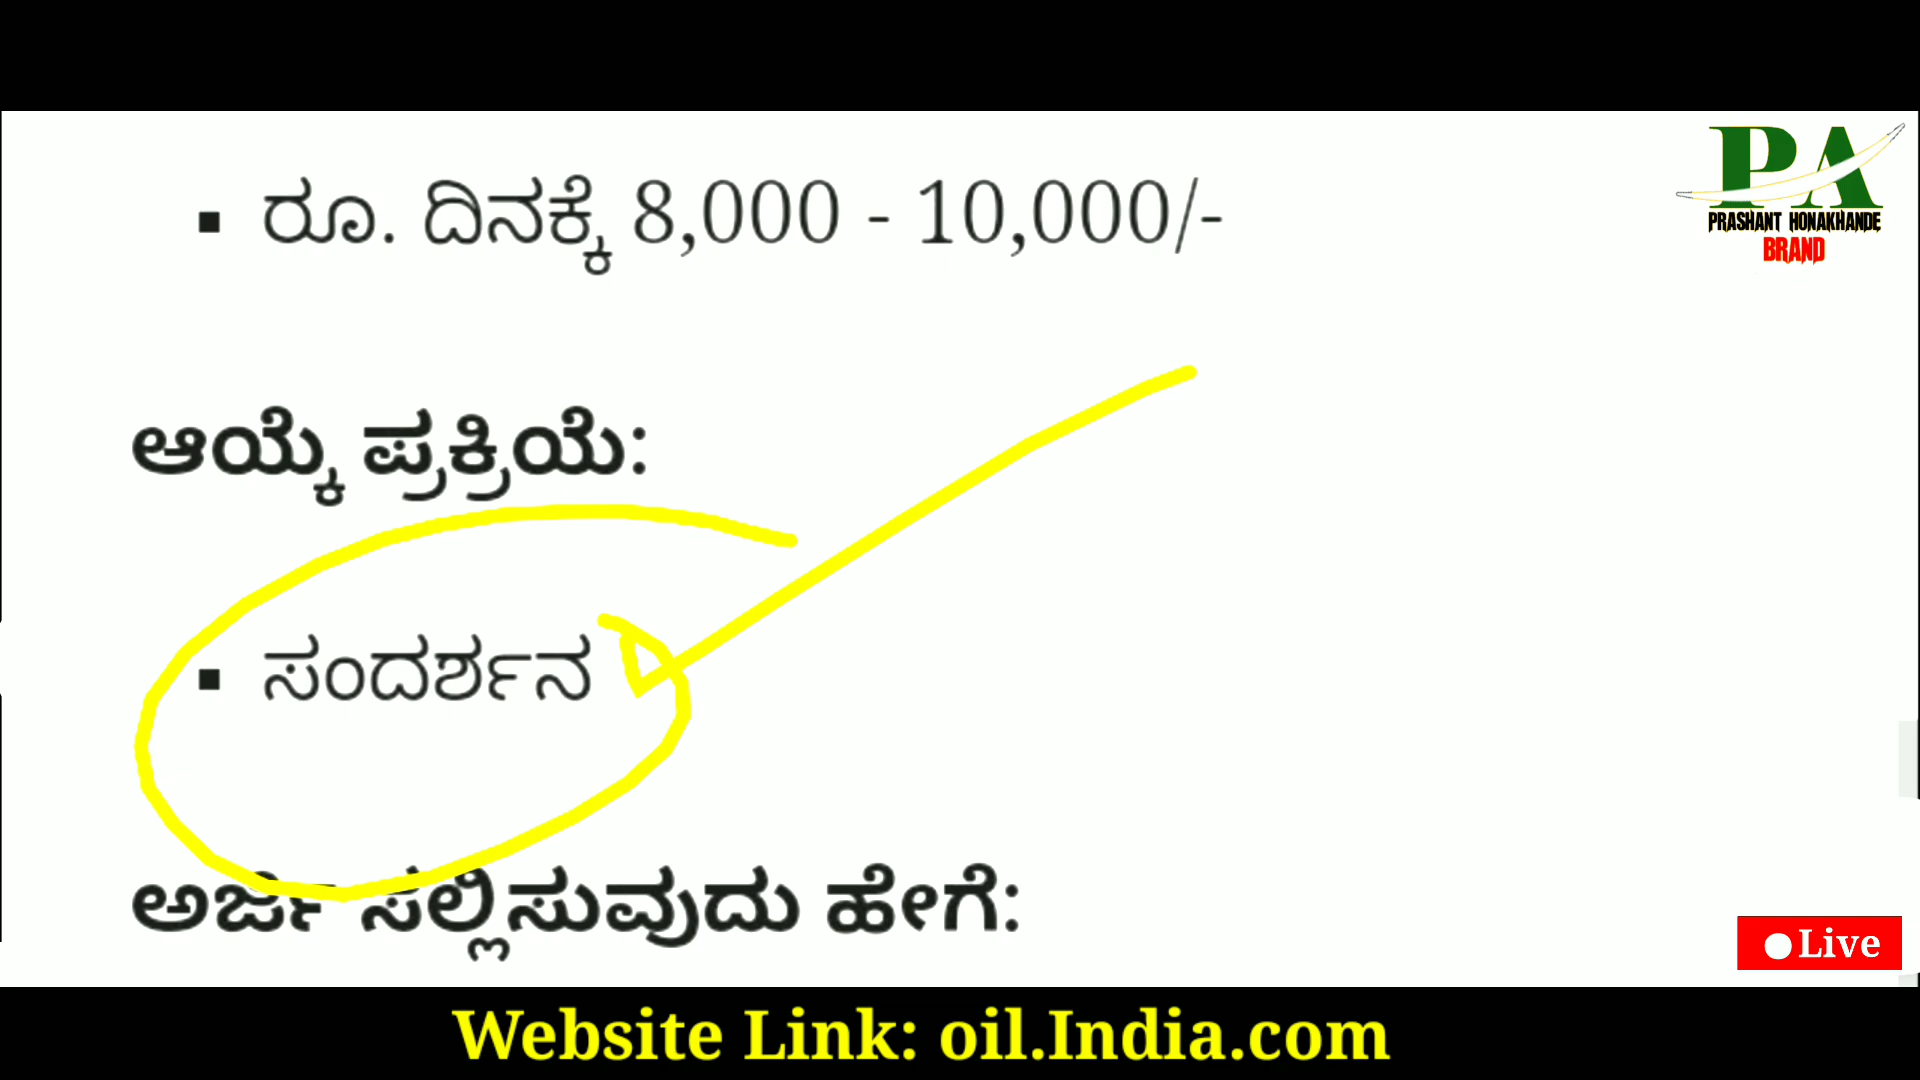 ▪ ರೂ. ದಿನಕ್ಕೆ 8,000 - 10,000/-
PA
PRASHANT HONAKHANDE
BRAND
ಆಯ್ಕೆ ಪ್ರಕ್ರಿಯೆ:
▪ ಸಂದರ್ಶನ
ಅರ್ಜಿ ಸಲ್ಲಿಸುವುದು ಹೇಗೆ:
Live
Website Link: oil.India.com